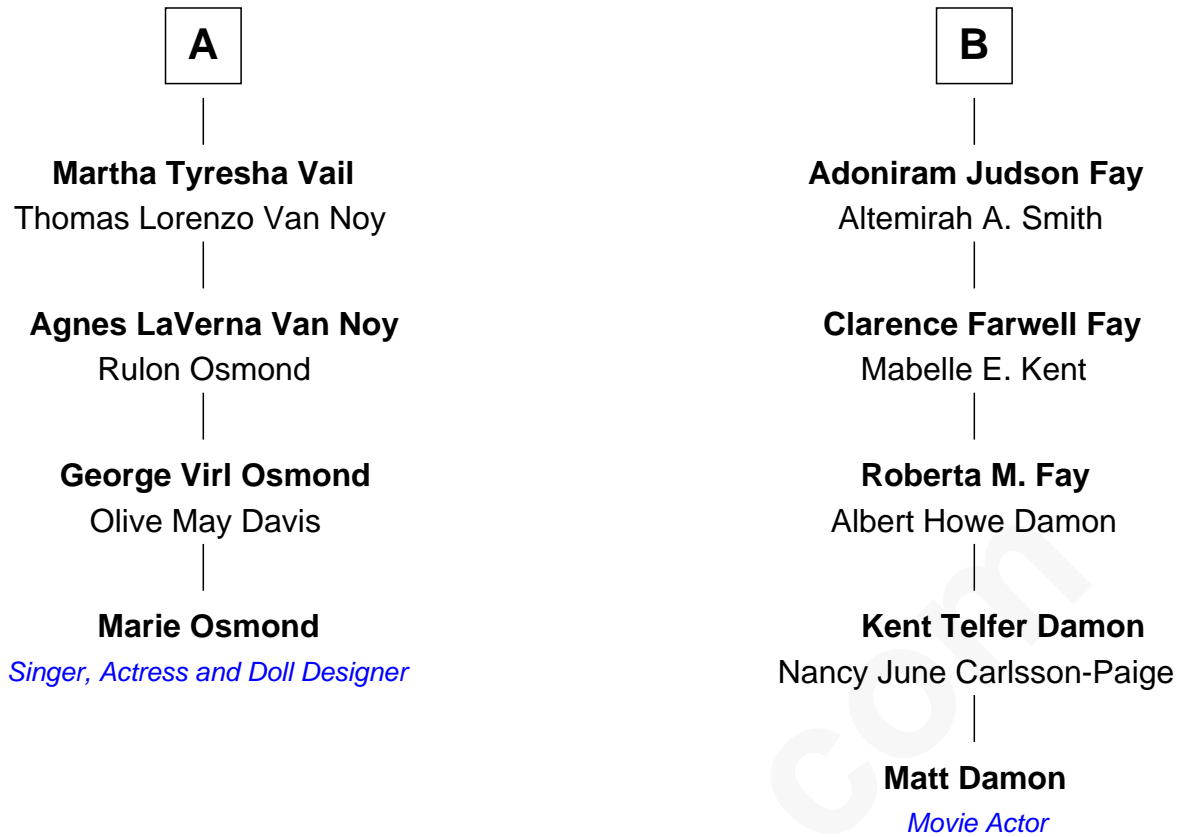 A
Martha Tyresha Vail
Thomas Lorenzo Van Noy
Agnes LaVerna Van Noy
Rulon Osmond
George Virl Osmond
Olive May Davis
Marie Osmond
Singer, Actress and Doll Designer
B
Adoniram Judson Fay
Altemirah A. Smith
Clarence Farwell Fay
Mabelle E. Kent
Roberta M. Fay
Albert Howe Damon
Kent Telfer Damon
Nancy June Carlsson-Paige
Matt Damon
Movie Actor
com